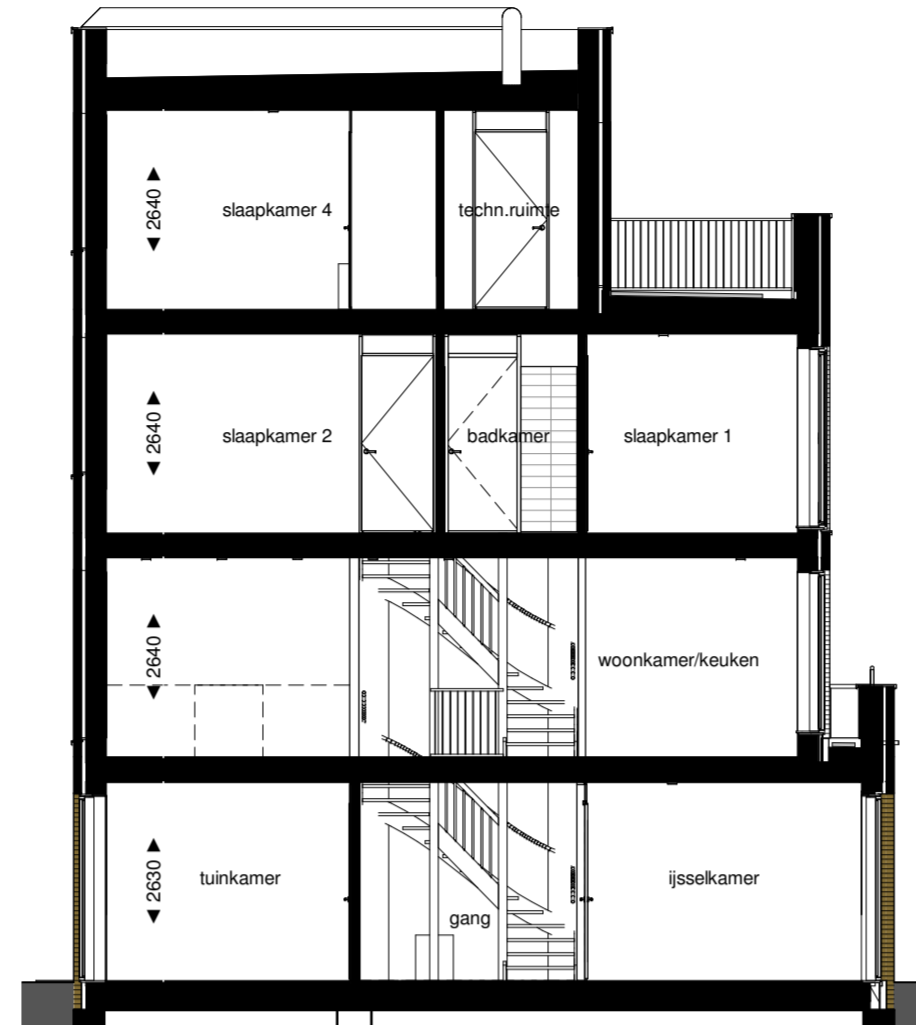 2640
slaapkamer 4
techn.ruimte
2640
slaapkamer 2
badkamer
slaapkamer 1
2640
woonkamer/keuken
2630
tuinkamer
ijsselkamer
gang